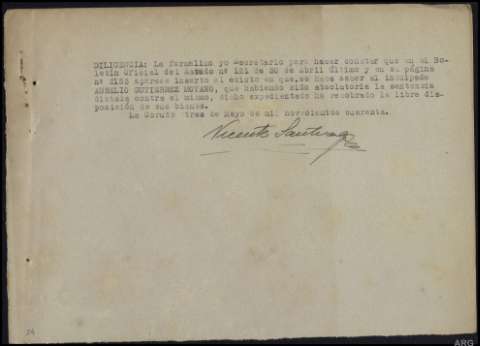 DILIGENCIA: La formalizo yo Secretario para hacer constar que en el Bo-
letín Oficial del Estado nº 121 de 30 de abril último y en su página
nº 2153 aparece inserto el edicto en que se hace saber al inculpado
AURELIO GUTIERREZ MOYANO, que habiendo sido absolutoria la sentencia
dictada contra el mismo, dicho expedientado ha recobrado la libre dis-
posición de sus bienes.
La Coruña tres de Mayo de mil novecientos cuarenta.
Vicente Santiago
24
ARG